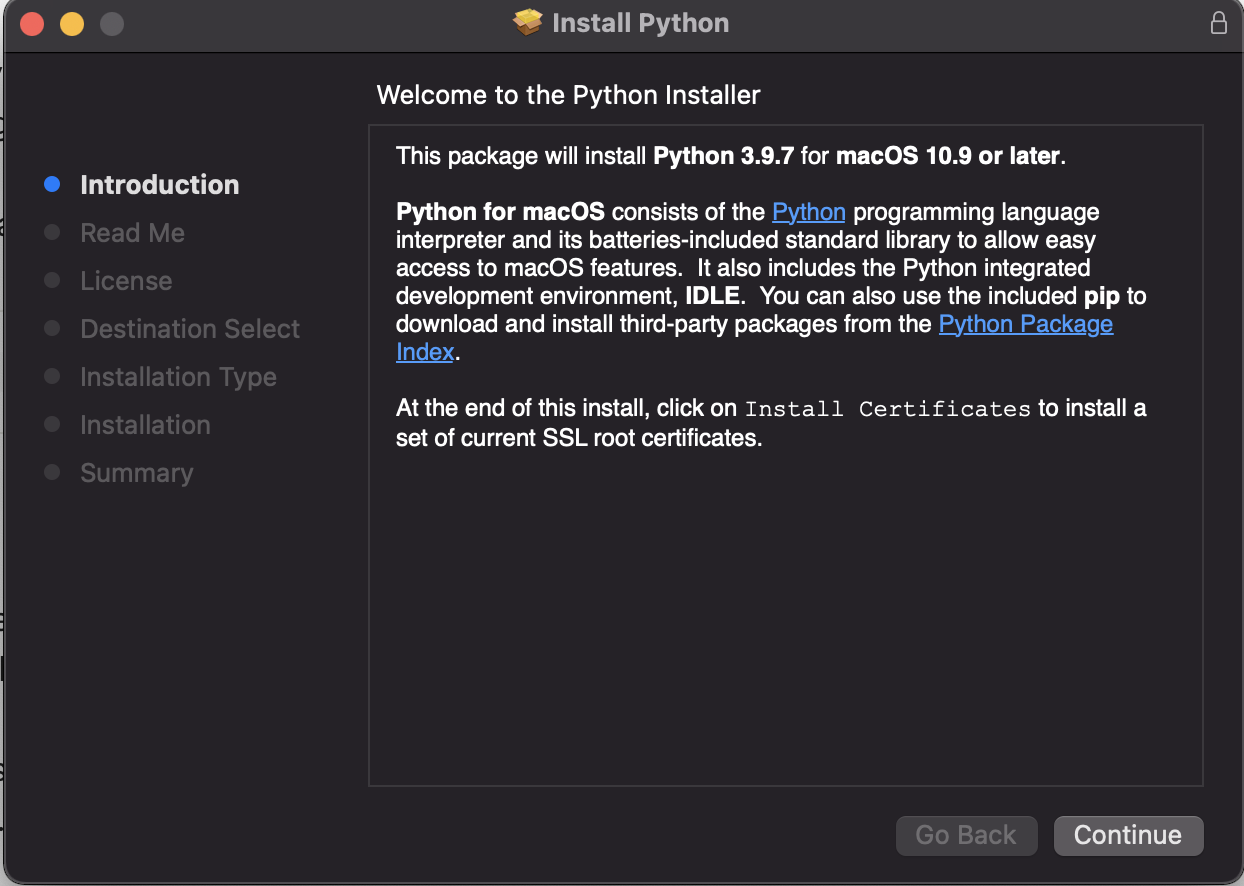 Install Python
Welcome to the Python Installer
Introduction
Read Me
License
Destination Select
Installation Type
Installation
Summary
This package will install Python 3.9.7 for macOS 10.9 or later.
Python for macOS consists of the Python programming language
interpreter and its batteries-included standard library to allow easy
access to macOS features.  It also includes the Python integrated
development environment, IDLE.  You can also use the included pip to
download and install third-party packages from the Python Package
Index.
At the end of this install, click on Install Certificates to install a
set of current SSL root certificates.
Go Back
Continue